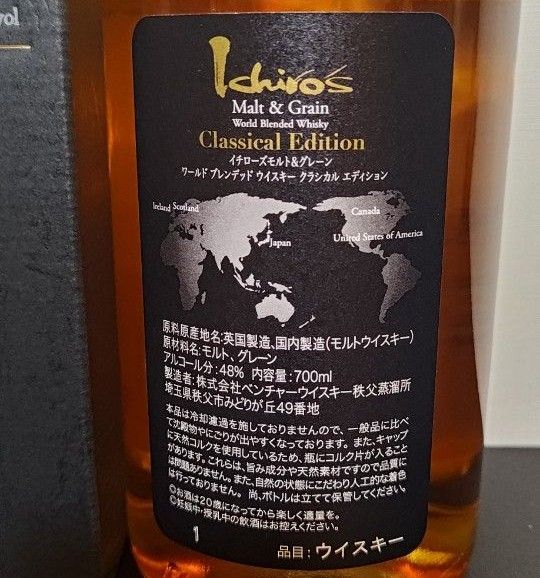 vol
Ichiro's
Malt & Grain
World Blended Whisky
Classical Edition
イチローズモルト&グレーン
ワールド ブレンデッド ウイスキー クラシカル エディション
Ireland Scotland
Canada
Japan
United States of America
原料原産地名:英国製造、国内製造(モルトウイスキー)
原材料名:モルト、グレーン
アルコール分:48% 内容量:700ml
製造者:株式会社ベンチャーウイスキー秩父蒸溜所
埼玉県秩父市みどりが丘49番地
本品は冷却濾過を施しておりませんので、一般品に比べ
て沈殿物やにごりが出やすくなっております。また、キャップ
に天然コルクを使用しているため、瓶にコルク片が入ること
があります。これらは、旨み成分や天然素材ですので品質に
は問題ありません。また、自然の状態にこだわり人工的な着色
は行っておりません。尚、ボトルは立てて保管してください。
◎お酒は20歳になってから楽しく適量を。
◎妊娠中・授乳中の飲酒はお控えください。
1
品目:ウイスキー